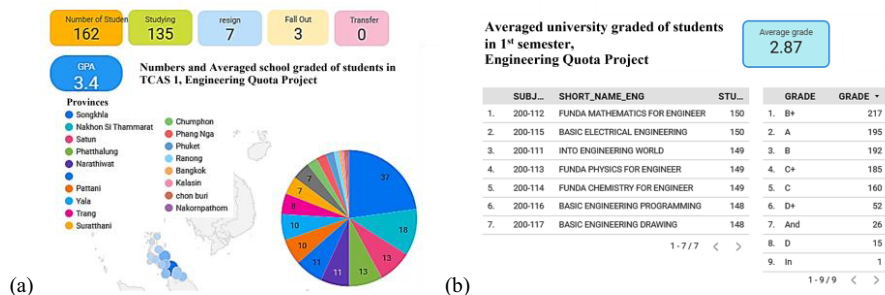 Number of Studen
162
Studying
135
resign
7
Fall Out
3
Transfer
0
GPA
3.4
Numbers and Averaged school graded of students in
TCAS 1, Engineering Quota Project
Provinces
Songkhla
Nakhon Si Thammarat
Satun
Phatthalung
Narathiwat
Pattani
Yala
Trang
Suratthani
Chumphon
Phang Nga
Phuket
Ranong
Bangkok
Kalasin
chon buri
Nakornpathom
37
18
13
13
11
11
10
10
8
7
7
(a)
Averaged university graded of students
in 1st semester,
Engineering Quota Project
Average grade
2.87
SUBJ... SHORT_NAME_ENG STU...
1. 200-112 FUNDA MATHEMATICS FOR ENGINEER 150
2. 200-115 BASIC ELECTRICAL ENGINEERING 150
3. 200-111 INTO ENGINEERING WORLD 149
4. 200-113 FUNDA PHYSICS FOR ENGINEER 149
5. 200-114 FUNDA CHEMISTRY FOR ENGINEER 149
6. 200-116 BASIC ENGINEERING PROGRAMMING 148
7. 200-117 BASIC ENGINEERING DRAWING 148
1 - 7 / 7 < >
GRADE GRADE
1. B+ 217
2. A 195
3. B 192
4. C+ 185
5. C 160
6. D+ 52
7. And 26
8. D 15
9. In 1
1 - 9 / 9 < >
(b)